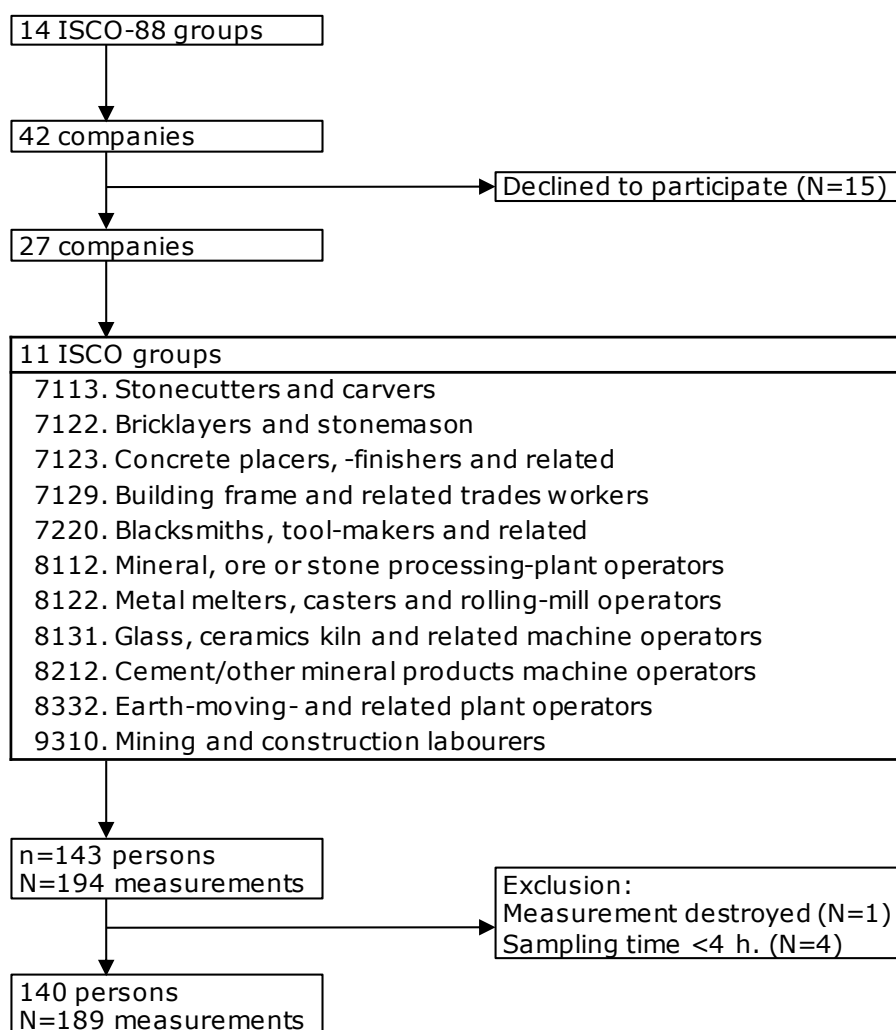 14 ISCO-88 groups
42 companies
Declined to participate (N=15)
27 companies
11 ISCO groups
7113. Stonecutters and carvers
7122. Bricklayers and stonemason
7123. Concrete placers, -finishers and related
7129. Building frame and related trades workers
7220. Blacksmiths, tool-makers and related
8112. Mineral, ore or stone processing-plant operators
8122. Metal melters, casters and rolling-mill operators
8131. Glass, ceramics kiln and related machine operators
8212. Cement/other mineral products machine operators
8332. Earth-moving- and related plant operators
9310. Mining and construction labourers
n=143 persons
N=194 measurements
Exclusion:
Measurement destroyed (N=1)
Sampling time <4 h. (N=4)
140 persons
N=189 measurements